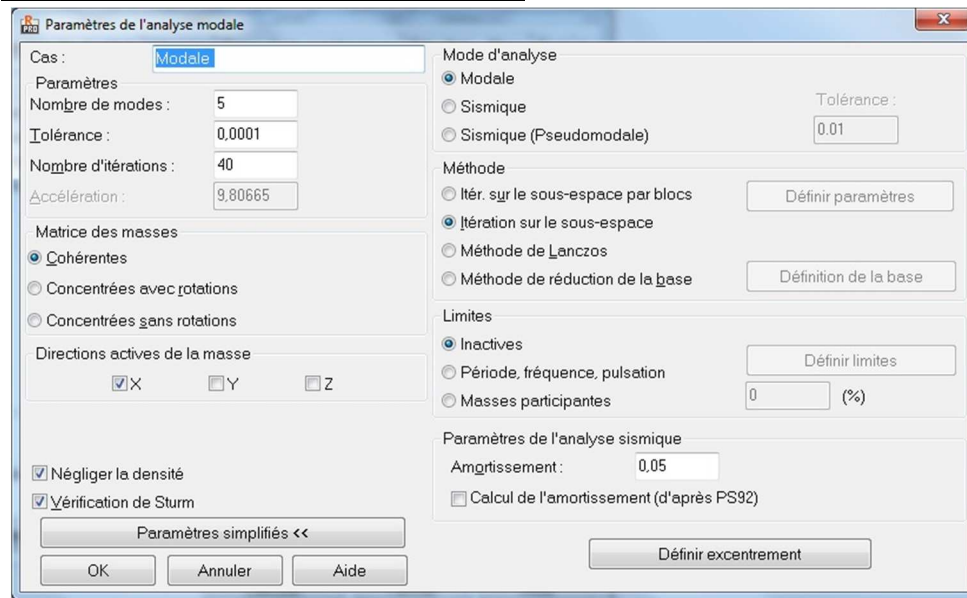 R
PRO
Paramètres de l'analyse modale
X
Cas : Modale
Paramètres
Nombre de modes : 5
Tolérance : 0,0001
Nombre d'itérations : 40
Accélération : 9,80665
Matrice des masses
Cohérentes
Concentrées avec rotations
Concentrées sans rotations
Directions actives de la masse
X Y Z
Négliger la densité
Vérification de Sturm
Paramètres simplifiés <<
OK Annuler Aide
Mode d'analyse
Modale
Sismique
Sismique (Pseudomodale)
Tolérance :
0.01
Méthode
Itér. sur le sous-espace par blocs
Définir paramètres
Itération sur le sous-espace
Méthode de Lanczos
Méthode de réduction de la base
Définition de la base
Limites
Inactives
Définir limites
Période, fréquence, pulsation
Masses participantes
0 (%)
Paramètres de l'analyse sismique
Amortissement : 0,05
Calcul de l'amortissement (d'après PS92)
Définir excentrement